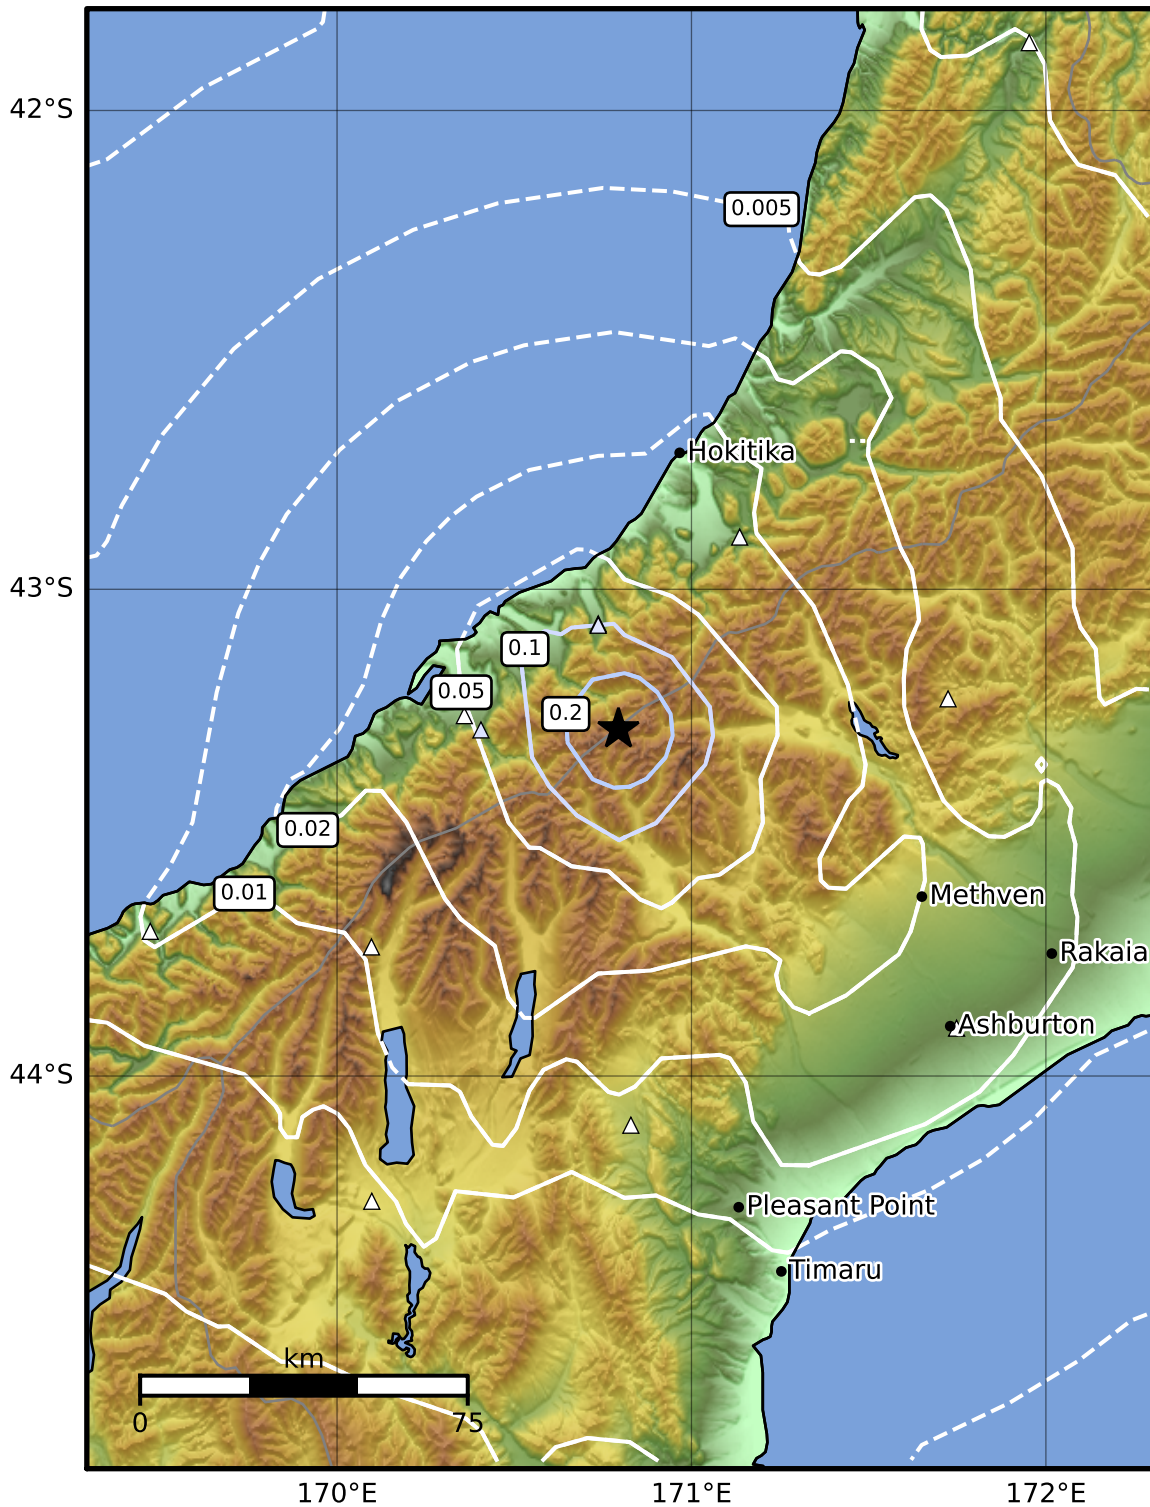 42°S
0.005
Hokitika
43°S
0.1
0.05
0.2
0.02
0.01
Methven
Rakaia
Ashburton
44°S
Pleasant Point
Timaru
km
0
75
170°E
171°E
172°E